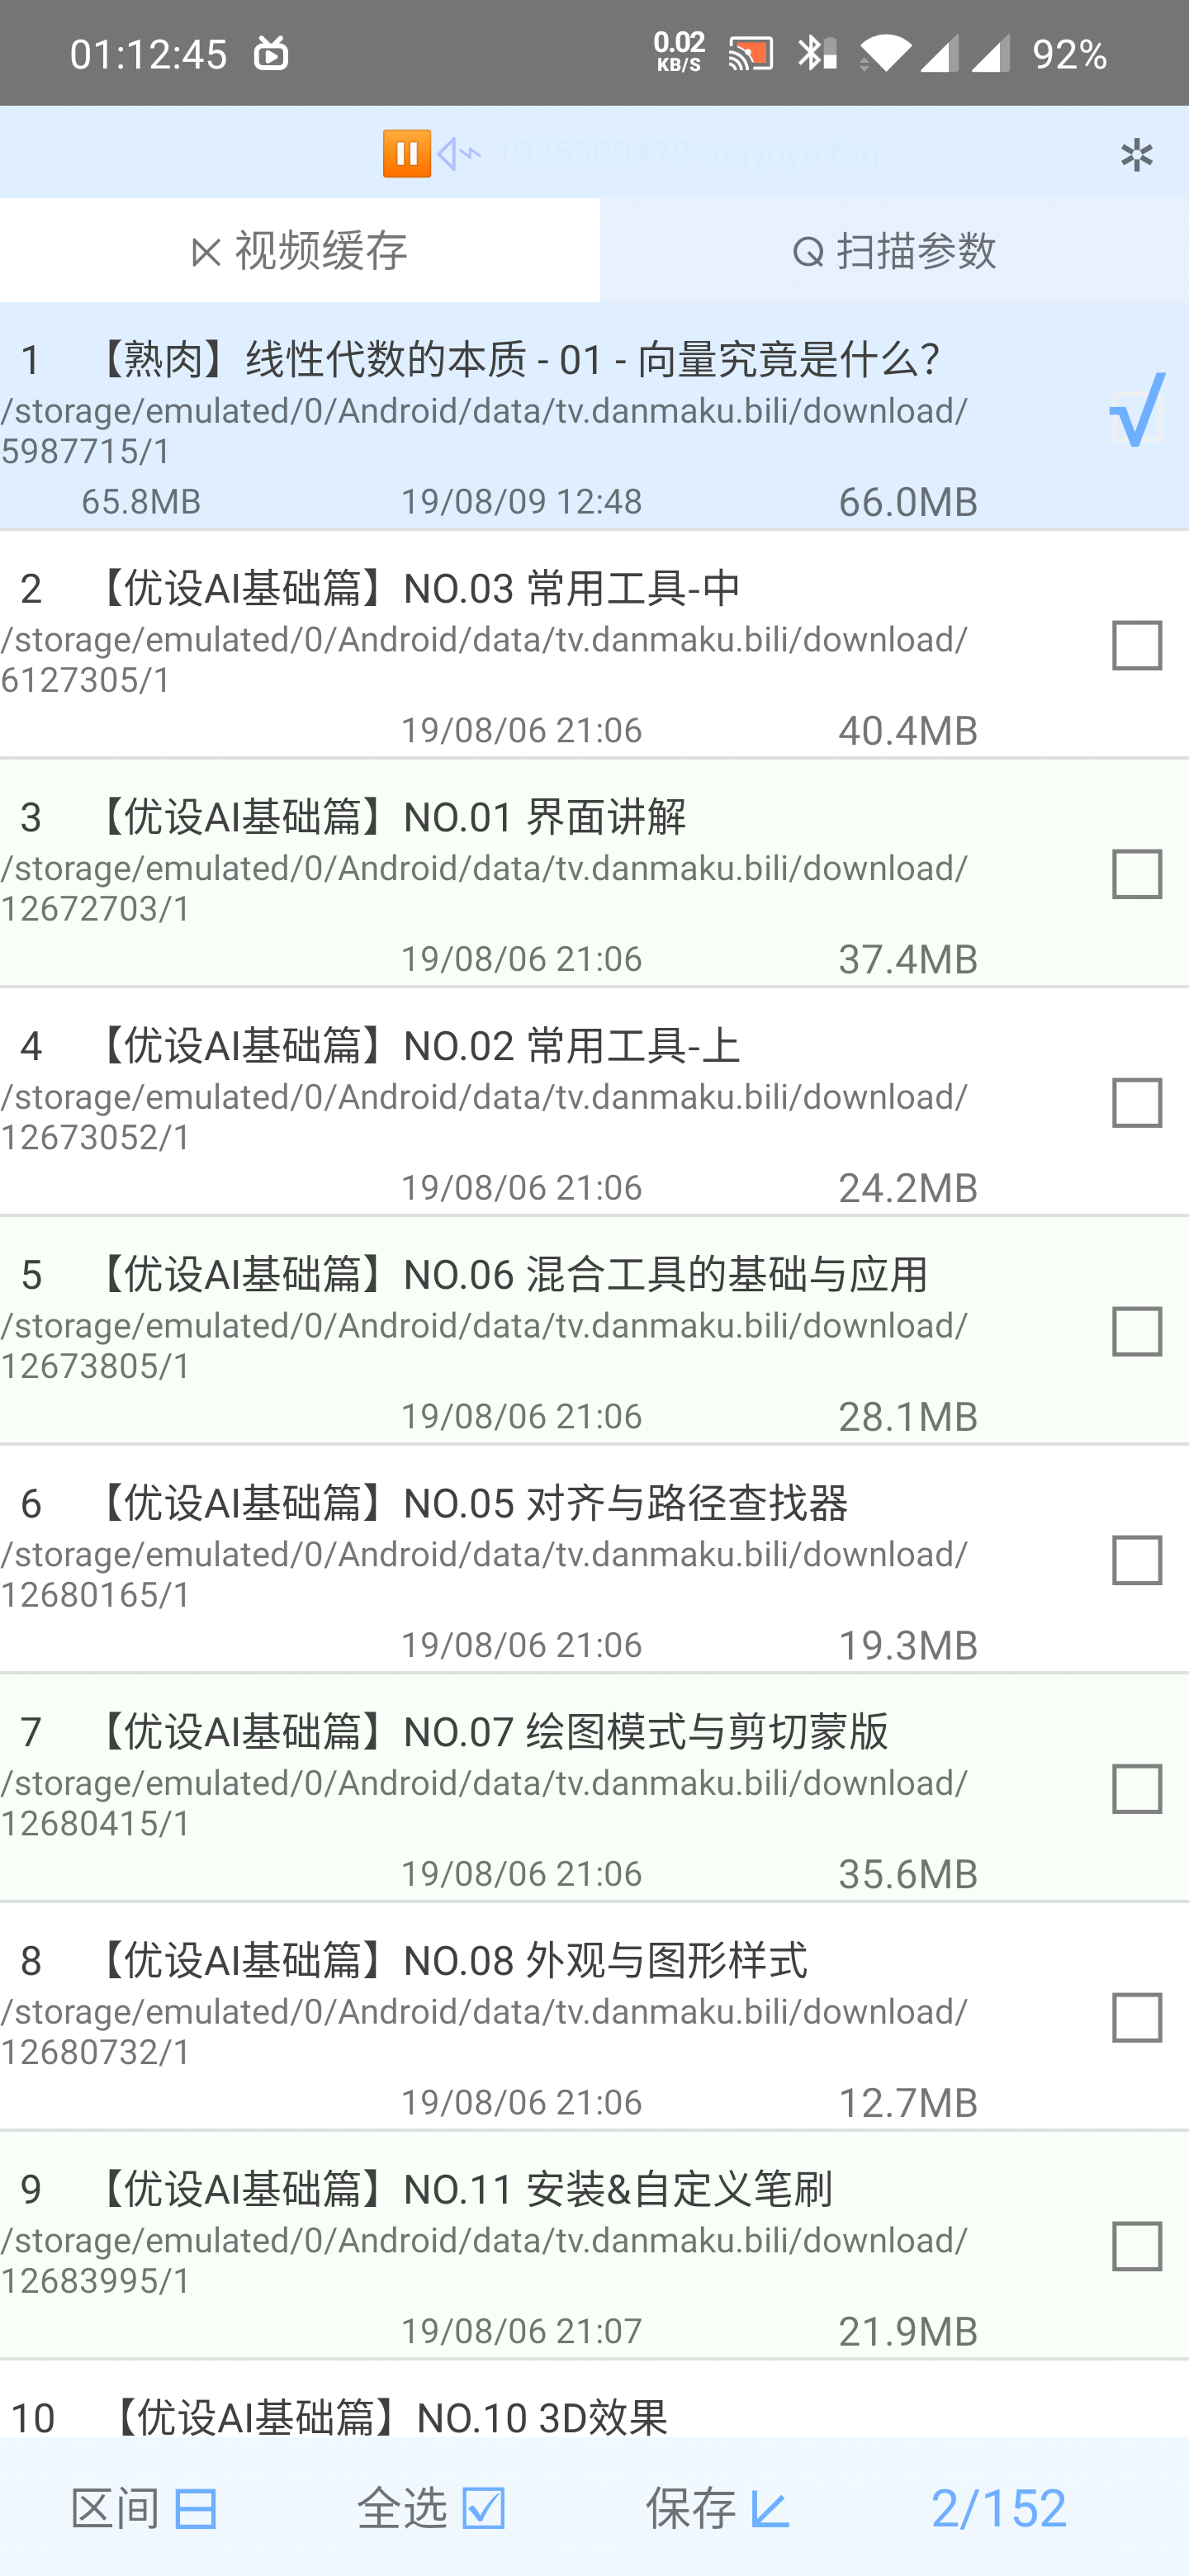 01:12:45 0.02 KB/S 92%
1935503478 mayuyu fan
视频缓存 扫描参数
1 【熟肉】线性代数的本质 - 01 - 向量究竟是什么?
/storage/emulated/0/Android/data/tv.danmaku.bili/download/
5987715/1
65.8MB 19/08/09 12:48 66.0MB
2 【优设AI基础篇】NO.03 常用工具-中
/storage/emulated/0/Android/data/tv.danmaku.bili/download/
6127305/1
19/08/06 21:06 40.4MB
3 【优设AI基础篇】NO.01 界面讲解
/storage/emulated/0/Android/data/tv.danmaku.bili/download/
12672703/1
19/08/06 21:06 37.4MB
4 【优设AI基础篇】NO.02 常用工具-上
/storage/emulated/0/Android/data/tv.danmaku.bili/download/
12673052/1
19/08/06 21:06 24.2MB
5 【优设AI基础篇】NO.06 混合工具的基础与应用
/storage/emulated/0/Android/data/tv.danmaku.bili/download/
12673805/1
19/08/06 21:06 28.1MB
6 【优设AI基础篇】NO.05 对齐与路径查找器
/storage/emulated/0/Android/data/tv.danmaku.bili/download/
12680165/1
19/08/06 21:06 19.3MB
7 【优设AI基础篇】NO.07 绘图模式与剪切蒙版
/storage/emulated/0/Android/data/tv.danmaku.bili/download/
12680415/1
19/08/06 21:06 35.6MB
8 【优设AI基础篇】NO.08 外观与图形样式
/storage/emulated/0/Android/data/tv.danmaku.bili/download/
12680732/1
19/08/06 21:06 12.7MB
9 【优设AI基础篇】NO.11 安装&自定义笔刷
/storage/emulated/0/Android/data/tv.danmaku.bili/download/
12683995/1
19/08/06 21:07 21.9MB
10 【优设AI基础篇】NO.10 3D效果
区间 全选 保存 2/152